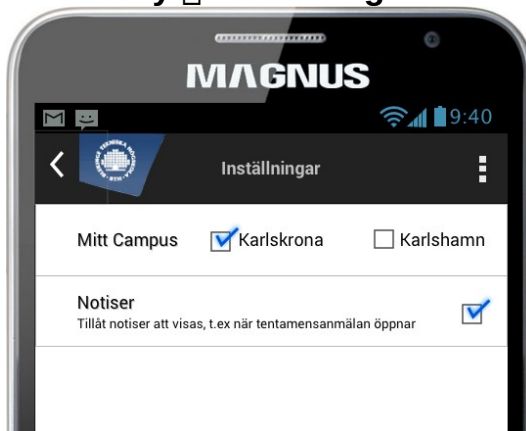 MAGNUS
9:40
Inställningar
Mitt Campus Karlskrona Karlshamn
Notiser
Tillåt notiser att visas, t.ex när tentamensanmälan öppnar